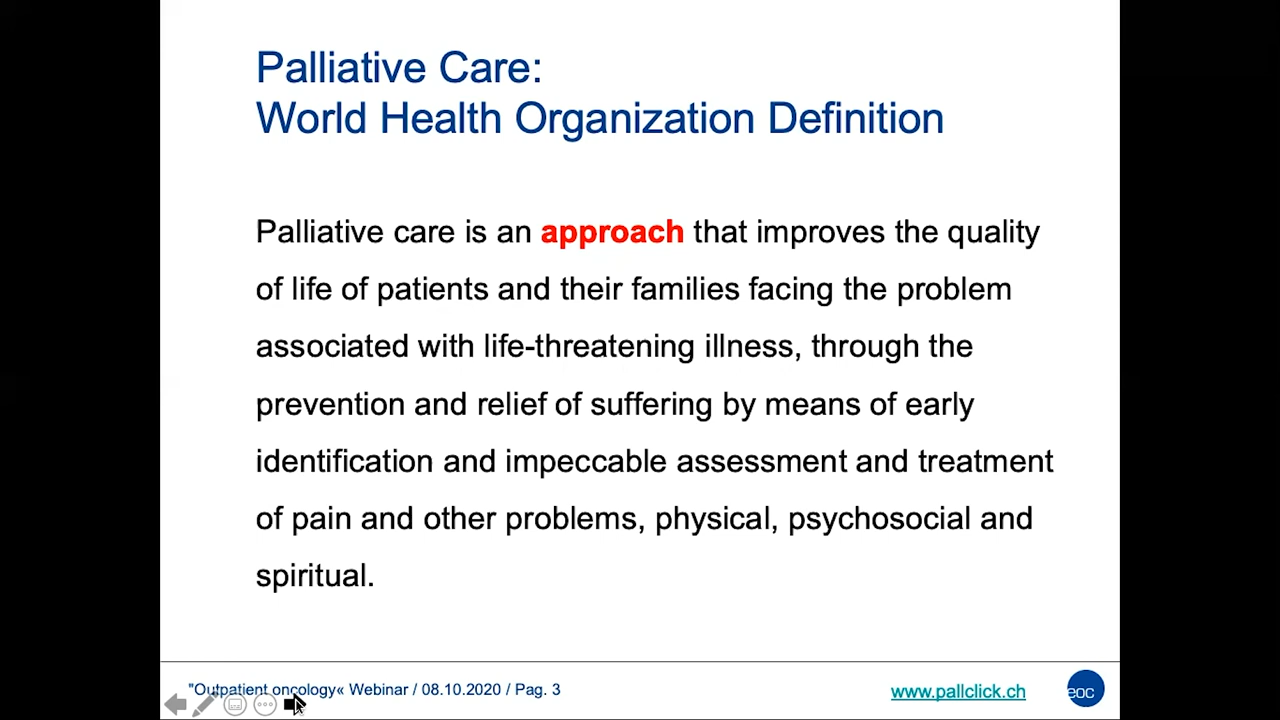 Palliative Care:
World Health Organization Definition
Palliative care is an approach that improves the quality
of life of patients and their families facing the problem
associated with life-threatening illness, through the
prevention and relief of suffering by means of early
identification and impeccable assessment and treatment
of pain and other problems, physical, psychosocial and
spiritual.
"Outpatient oncology« Webinar / 08.10.2020 / Pag. 3
www.pallclick.ch
eoc